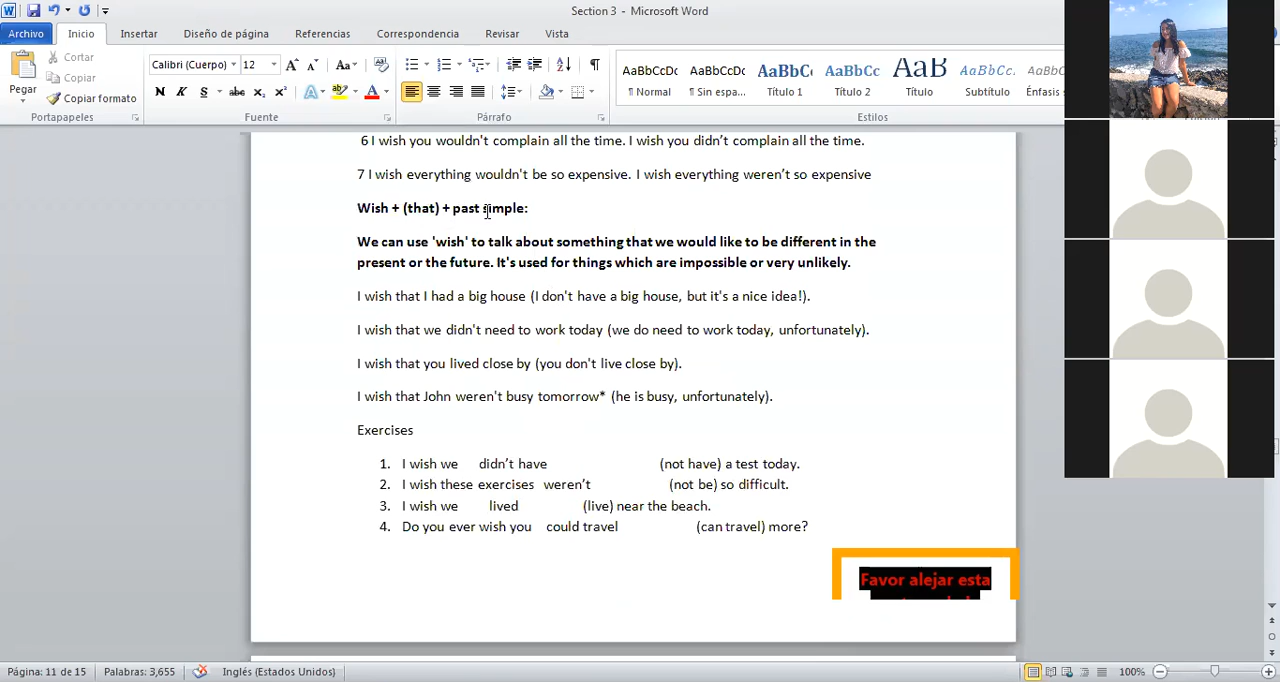 Section 3 - Microsoft Word
Archivo Inicio Insertar Diseño de página Referencias Correspondencia Revisar Vista
Cortar
Copiar
Copiar formato
Pegar
Portapapeles
Calibri (Cuerpo) 12
Fuente
Párrafo
AaBbCcDc AaBbCcDc AaBbC AaBbCc AaB AaBbCc. AaBbCc
¶ Normal ¶ Sin espa... Título 1 Título 2 Título Subtítulo Énfasis
Estilos
6 I wish you wouldn't complain all the time. I wish you didn't complain all the time.
7 I wish everything wouldn't be so expensive. I wish everything weren't so expensive
Wish + (that) + past simple:
We can use 'wish' to talk about something that we would like to be different in the
present or the future. It's used for things which are impossible or very unlikely.
I wish that I had a big house (I don't have a big house, but it's a nice idea!).
I wish that we didn't need to work today (we do need to work today, unfortunately).
I wish that you lived close by (you don't live close by).
I wish that John weren't busy tomorrow* (he is busy, unfortunately).
Exercises
1. I wish we didn't have (not have) a test today.
2. I wish these exercises weren't (not be) so difficult.
3. I wish we lived (live) near the beach.
4. Do you ever wish you could travel (can travel) more?
Favor alejar esta
Página: 11 de 15 Palabras: 3,655 Inglés (Estados Unidos) 100%